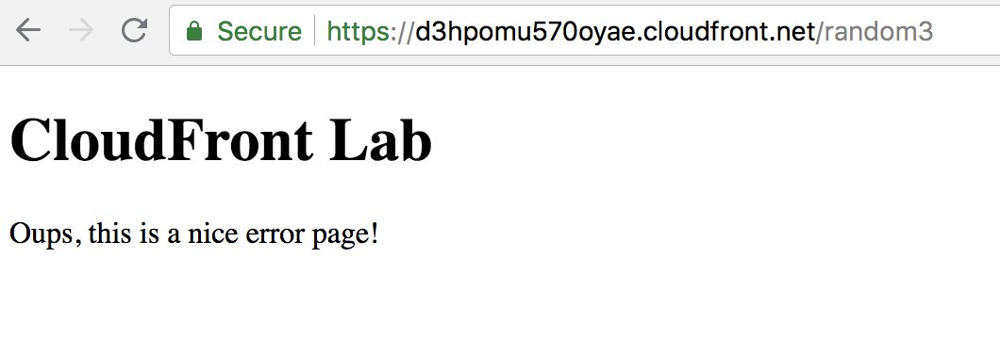 Secure https://d3hpomu570oyae.cloudfront.net/random3
CloudFront Lab
Oups, this is a nice error page!